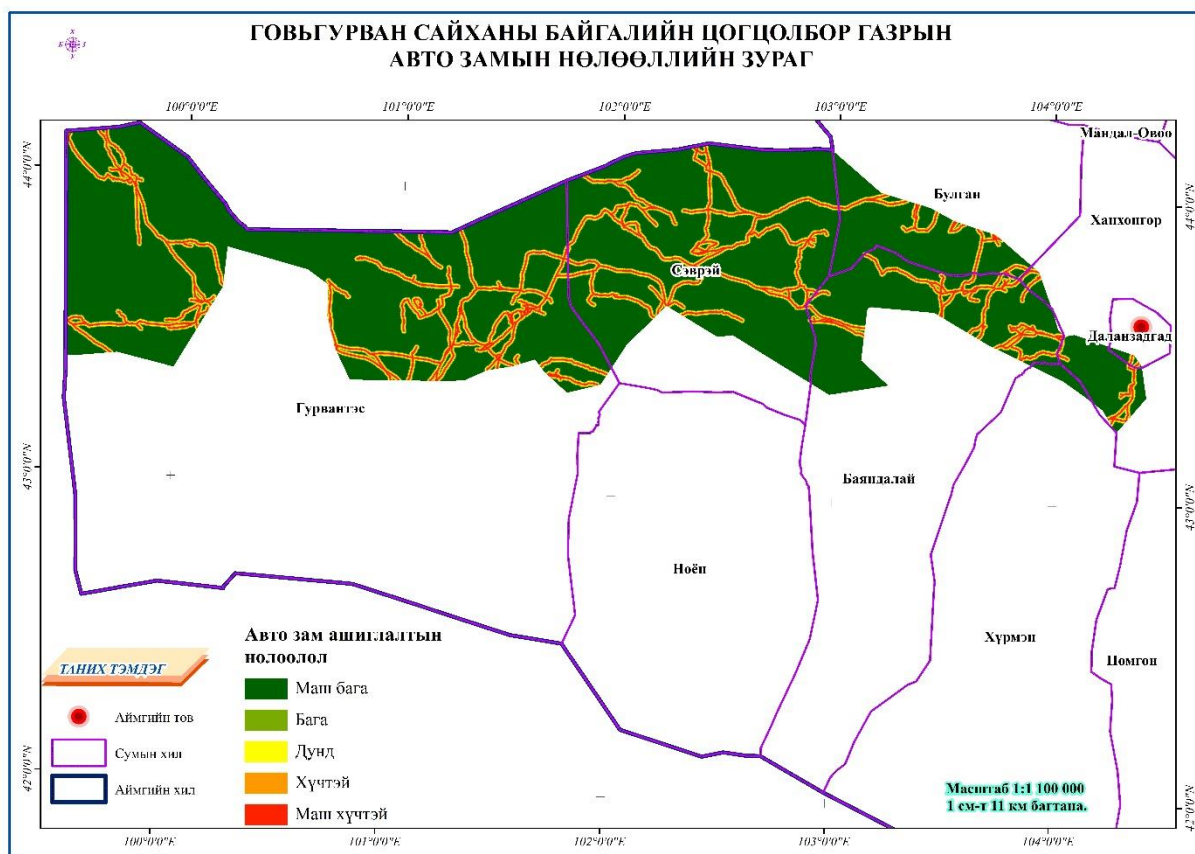 ГОВЬГУРВАН САЙХАНЫ БАЙГАЛИЙН ЦОГЦОЛБОР ГАЗРЫН
АВТО ЗАМЫН НӨЛӨӨЛЛИЙН ЗУРАГ
100°0'0"E 101°0'0"E 102°0'0"E 103°0'0"E 104°0'0"E
Мандал-Овоо
44°0'0"N
44°0'0"N
Булган
Ханхонгор
Сэврэй
Даланзадгад
Гурвантэс
43°0'0"N
Баяндалай
43°0'0"N
Ноён
Хүрмэн
Номгон
Авто зам ашиглалтын
нөлөөлөл
ТАНИХ ТЭМДЭГ
Маш бага
Аймгийн төв
Бага
Сумын хил
Дунд
42°0'0"N
Аймгийн хил
Хүчтэй
Маш хүчтэй
Масштаб 1:1 100 000
1 см-т 11 км багтана.
42°0'0"N
100°0'0"E 101°0'0"E 102°0'0"E 103°0'0"E 104°0'0"E